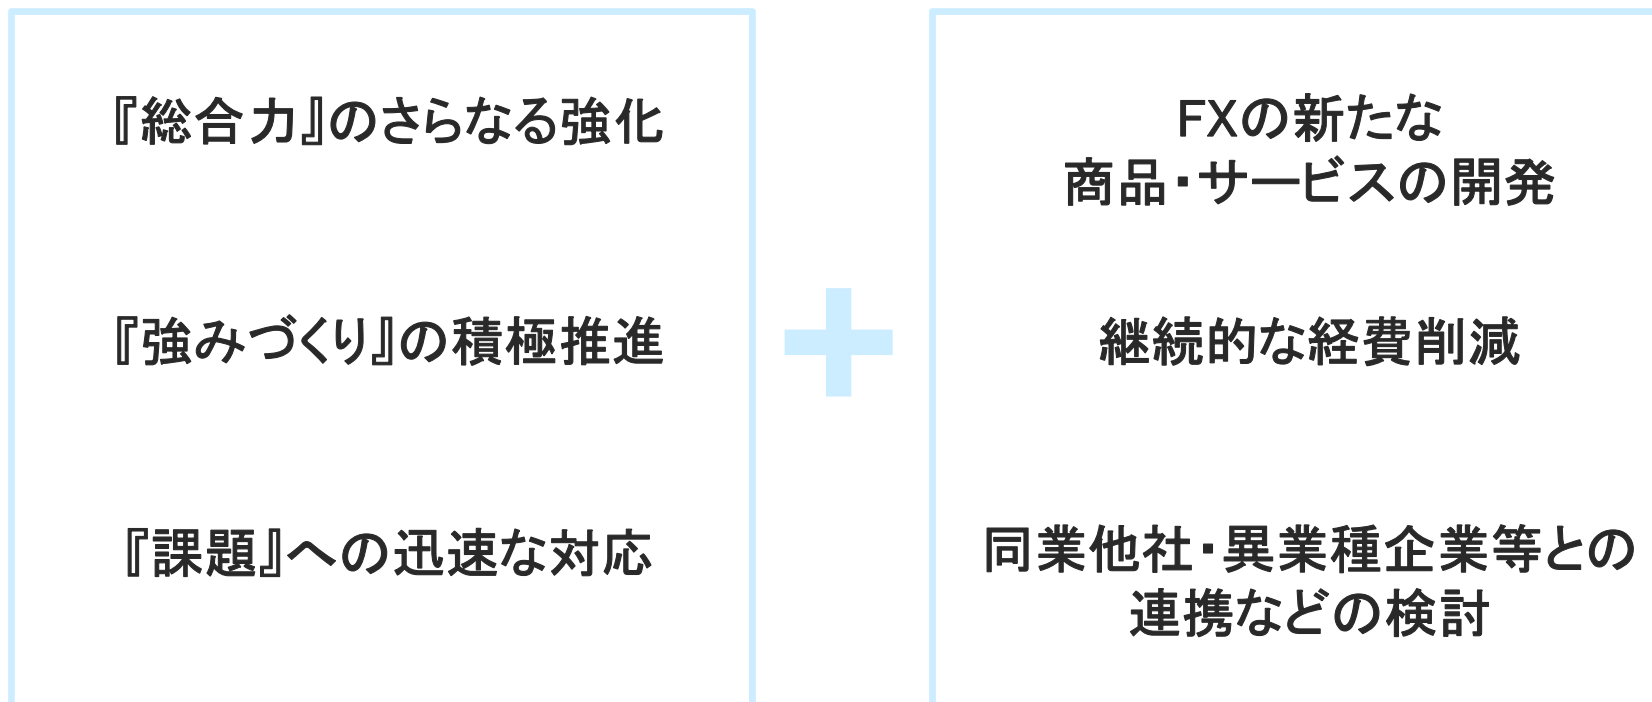 『総合力』のさらなる強化
『強みづくり』の積極推進
『課題』への迅速な対応
FXの新たな
商品・サービスの開発
継続的な経費削減
同業他社・異業種企業等との
連携などの検討